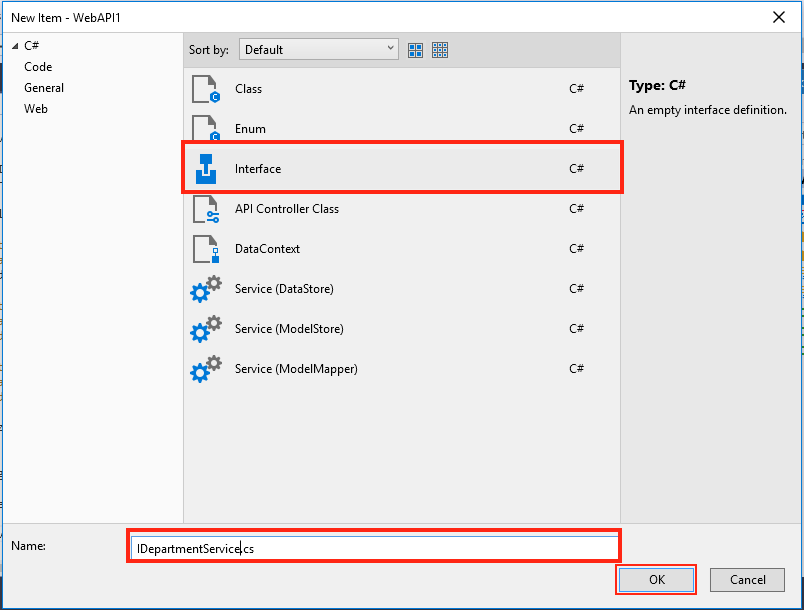 New Item - WebAPI1
C#
Code
General
Web
Sort by: Default
Class C#
Enum C#
Interface C#
API Controller Class C#
DataContext C#
Service (DataStore) C#
Service (ModelStore) C#
Service (ModelMapper) C#
Type: C#
An empty interface definition.
Name: IDepartmentService.cs
OK Cancel